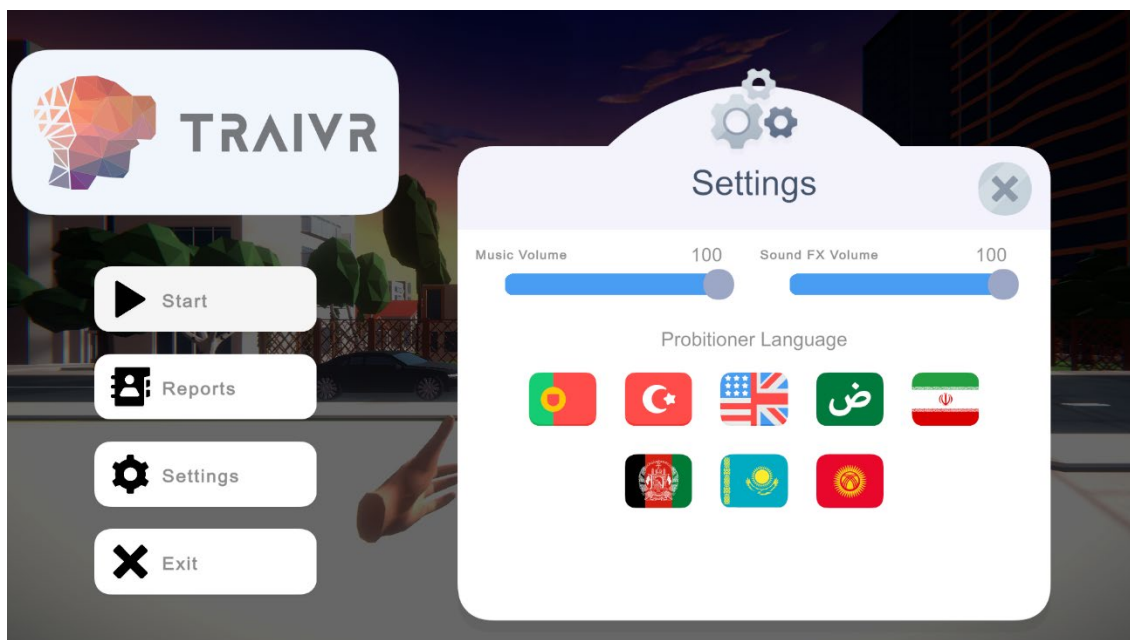 TRAIVR
Start
Reports
Settings
Exit
Settings
Music Volume 100 Sound FX Volume 100
Probitioner Language
ض